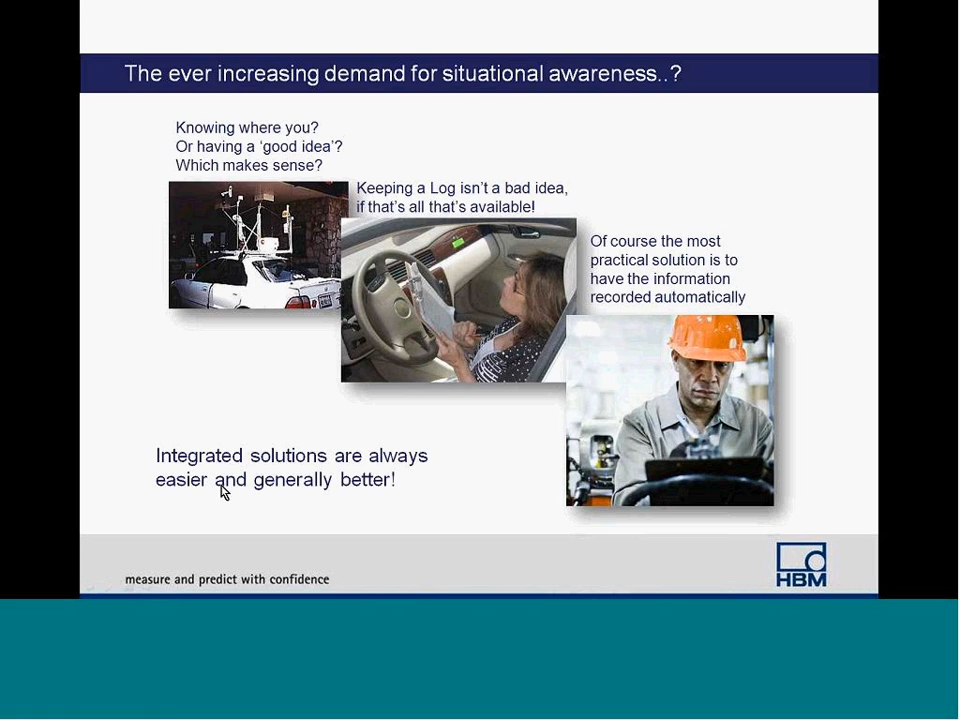 The ever increasing demand for situational awareness..?
Knowing where you?
Or having a ‘good idea’?
Which makes sense?
Keeping a Log isn’t a bad idea,
if that’s all that’s available!
Of course the most
practical solution is to
have the information
recorded automatically
Integrated solutions are always
easier and generally better!
measure and predict with confidence
HBM